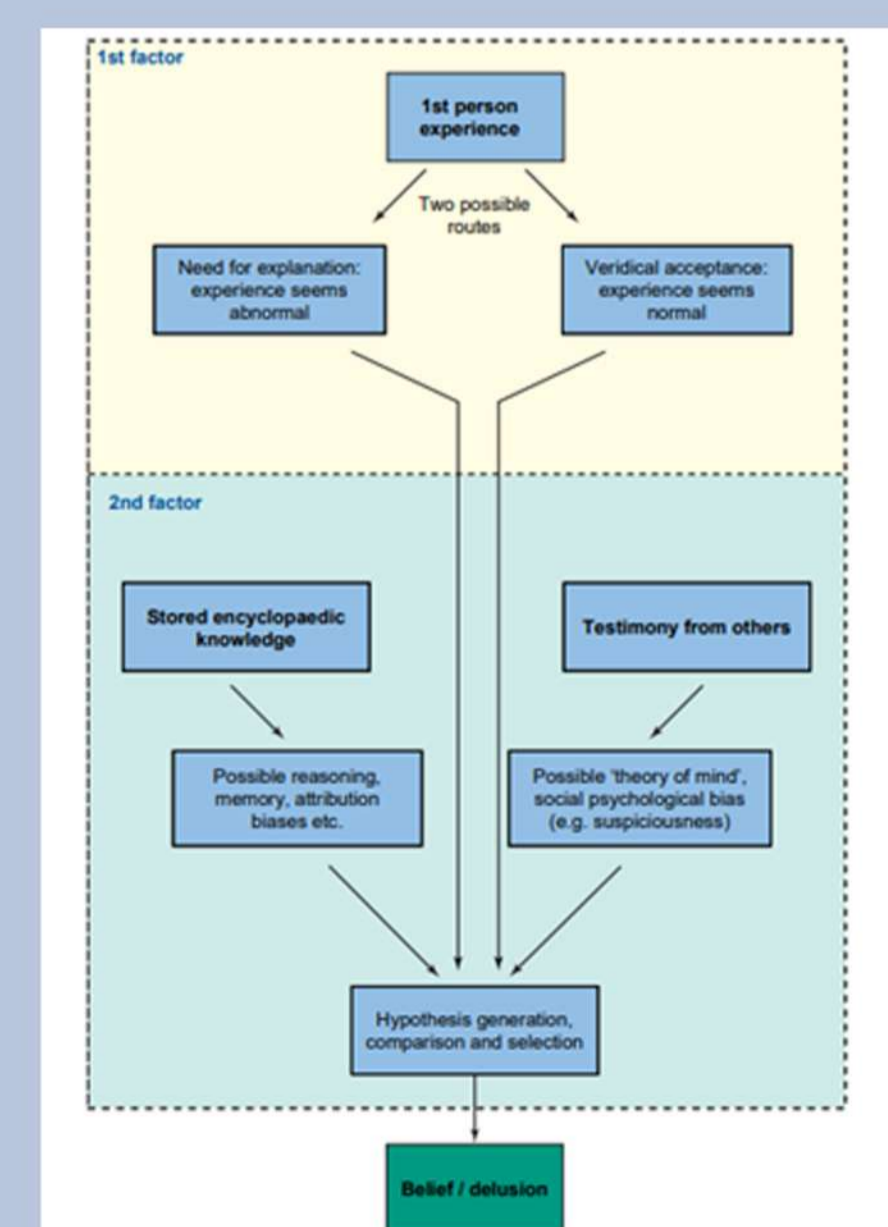 1st factor
1st person
experience
Two possible
routes
Need for explanation:
experience seems
abnormal
Veridical acceptance:
experience seems
normal
2nd factor
Stored encyclopaedic
knowledge
Testimony from others
Possible reasoning,
memory, attribution
biases etc.
Possible 'theory of mind',
social psychological bias
(e.g. suspiciousness)
Hypothesis generation,
comparison and selection
Belief / delusion